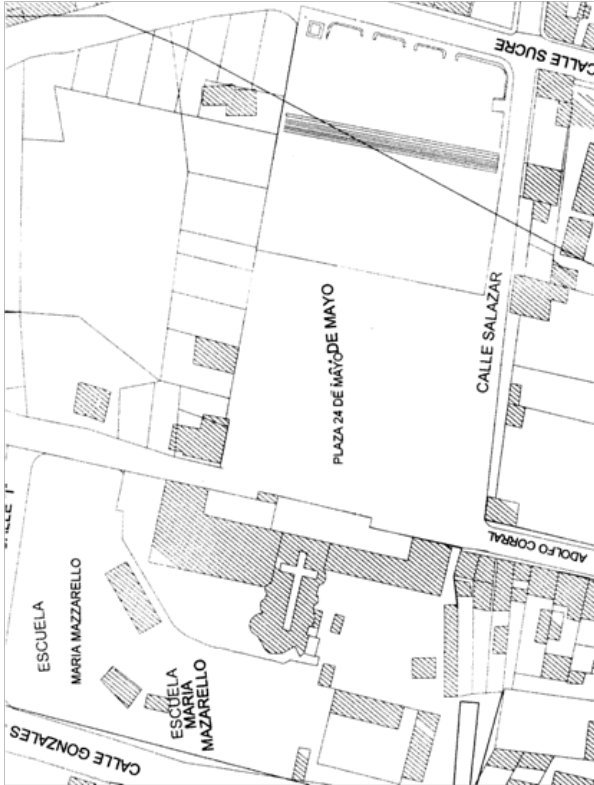 CALLE SUCRE
CALLE SALAZAR
DE MAYO
PLAZA 24 DE MAYO
ADOLFO CORRAL
ESCUELA
MARIA MAZZARELLO
ESCUELA
MARIA
MAZARELLO
CALLE GONZALES